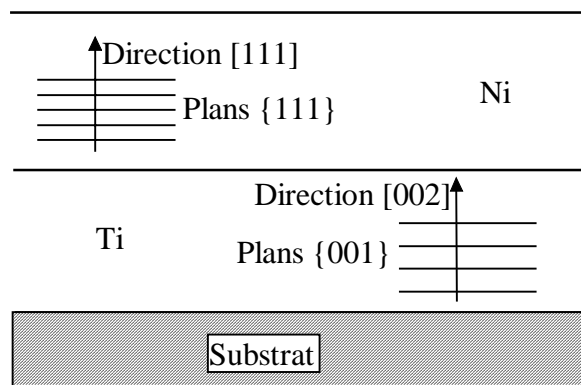 Direction [111]
Ni
Plans {111}
Direction [002]
Ti
Plans {001}
Substrat